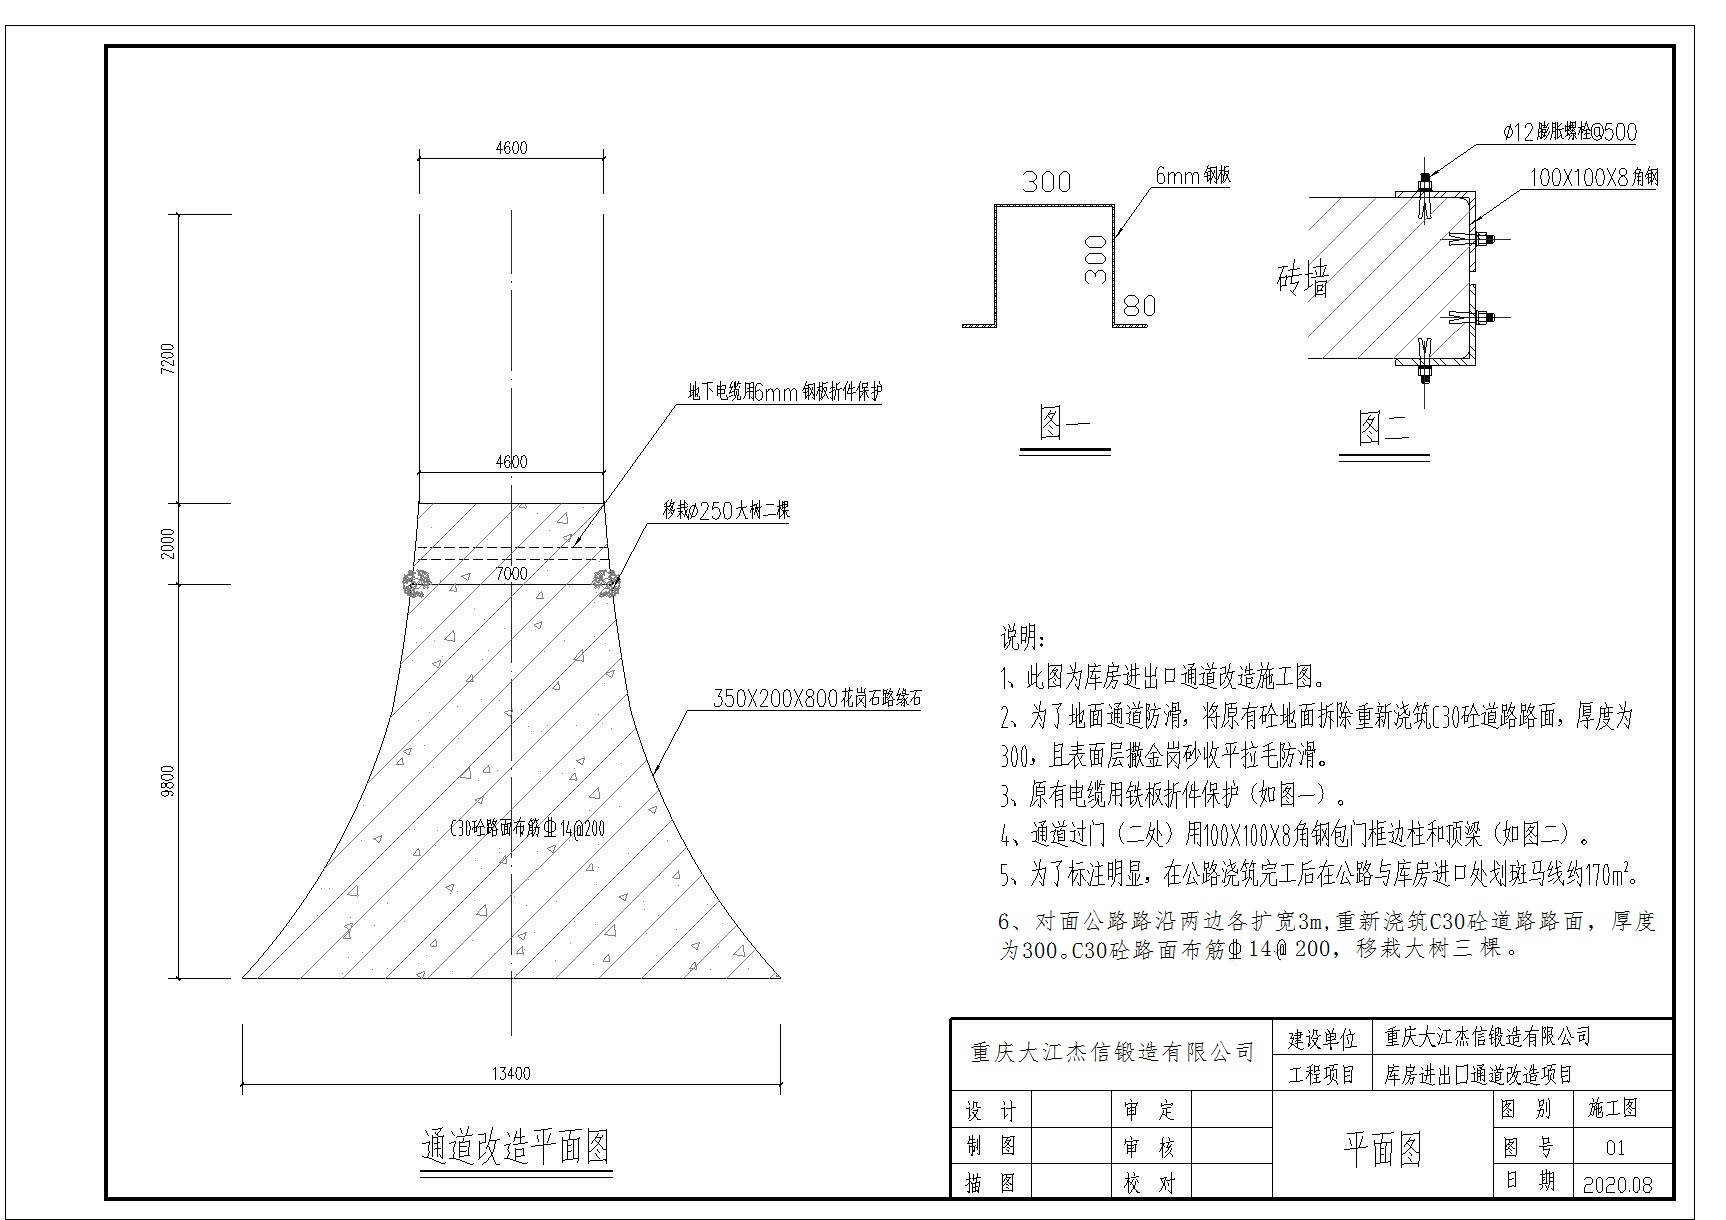 4600
7200
地下电缆用6mm钢板折件保护
4600
移栽φ250大树二棵
2000
7000
350X200X800花岗石路缘石
9800
C30砼路面布筋⏀14@200
13400
通道改造平面图
300
6mm钢板
300
80
图一
φ12膨胀螺栓@500
100X100X8角钢
砖墙
图二
说明：
1、此图为库房进出口通道改造施工图。
2、为了地面通道防滑，将原有砼地面拆除重新浇筑C30砼道路路面，厚度为
300，且表面层撒金岗砂收平拉毛防滑。
3、原有电缆用铁板折件保护（如图一）。
4、通道过门（二处）用100X100X8角钢包门框边柱和顶梁（如图二）。
5、为了标注明显，在公路浇筑完工后在公路与库房进口处划斑马线约170m²。
6、对面公路路沿两边各扩宽3m,重新浇筑C30砼道路路面，厚度
为300。C30砼路面布筋⏀14@200，移栽大树三棵。
重庆大江杰信锻造有限公司
建设单位 重庆大江杰信锻造有限公司
工程项目 库房进出口通道改造项目
设 计 审 定
制 图 审 核
描 图 校 对
平面图
图 别 施工图
图 号 01
日 期 2020.08